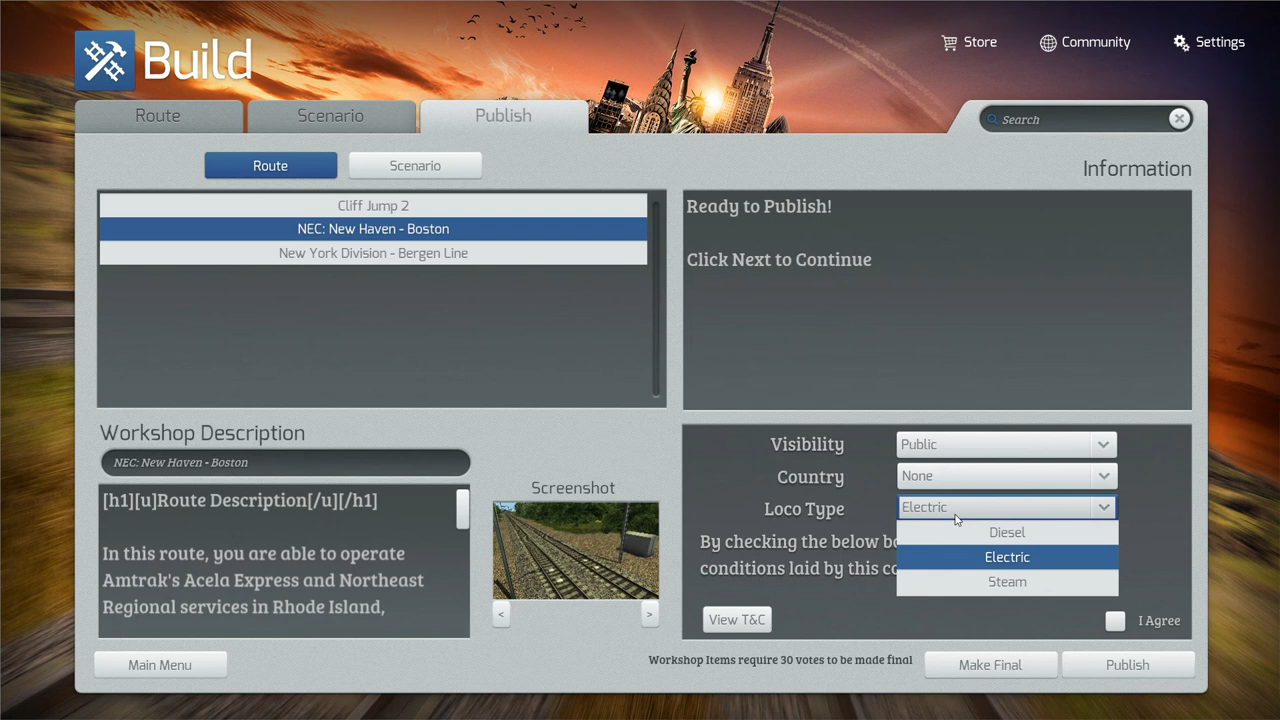 Build
Store
Community
Settings
Route
Scenario
Publish
Search
Route
Scenario
Information
Cliff Jump 2
NEC: New Haven - Boston
New York Division - Bergen Line
Ready to Publish!
Click Next to Continue
Workshop Description
NEC: New Haven - Boston
[h1][u]Route Description[/u][/h1]
In this route, you are able to operate
Amtrak's Acela Express and Northeast
Regional services in Rhode Island,
Screenshot
<
>
Visibility
Public
Country
None
Loco Type
Electric
Diesel
Electric
Steam
By checking the below
conditions laid by this
View T&C
I Agree
Main Menu
Workshop Items require 30 votes to be made final
Make Final
Publish